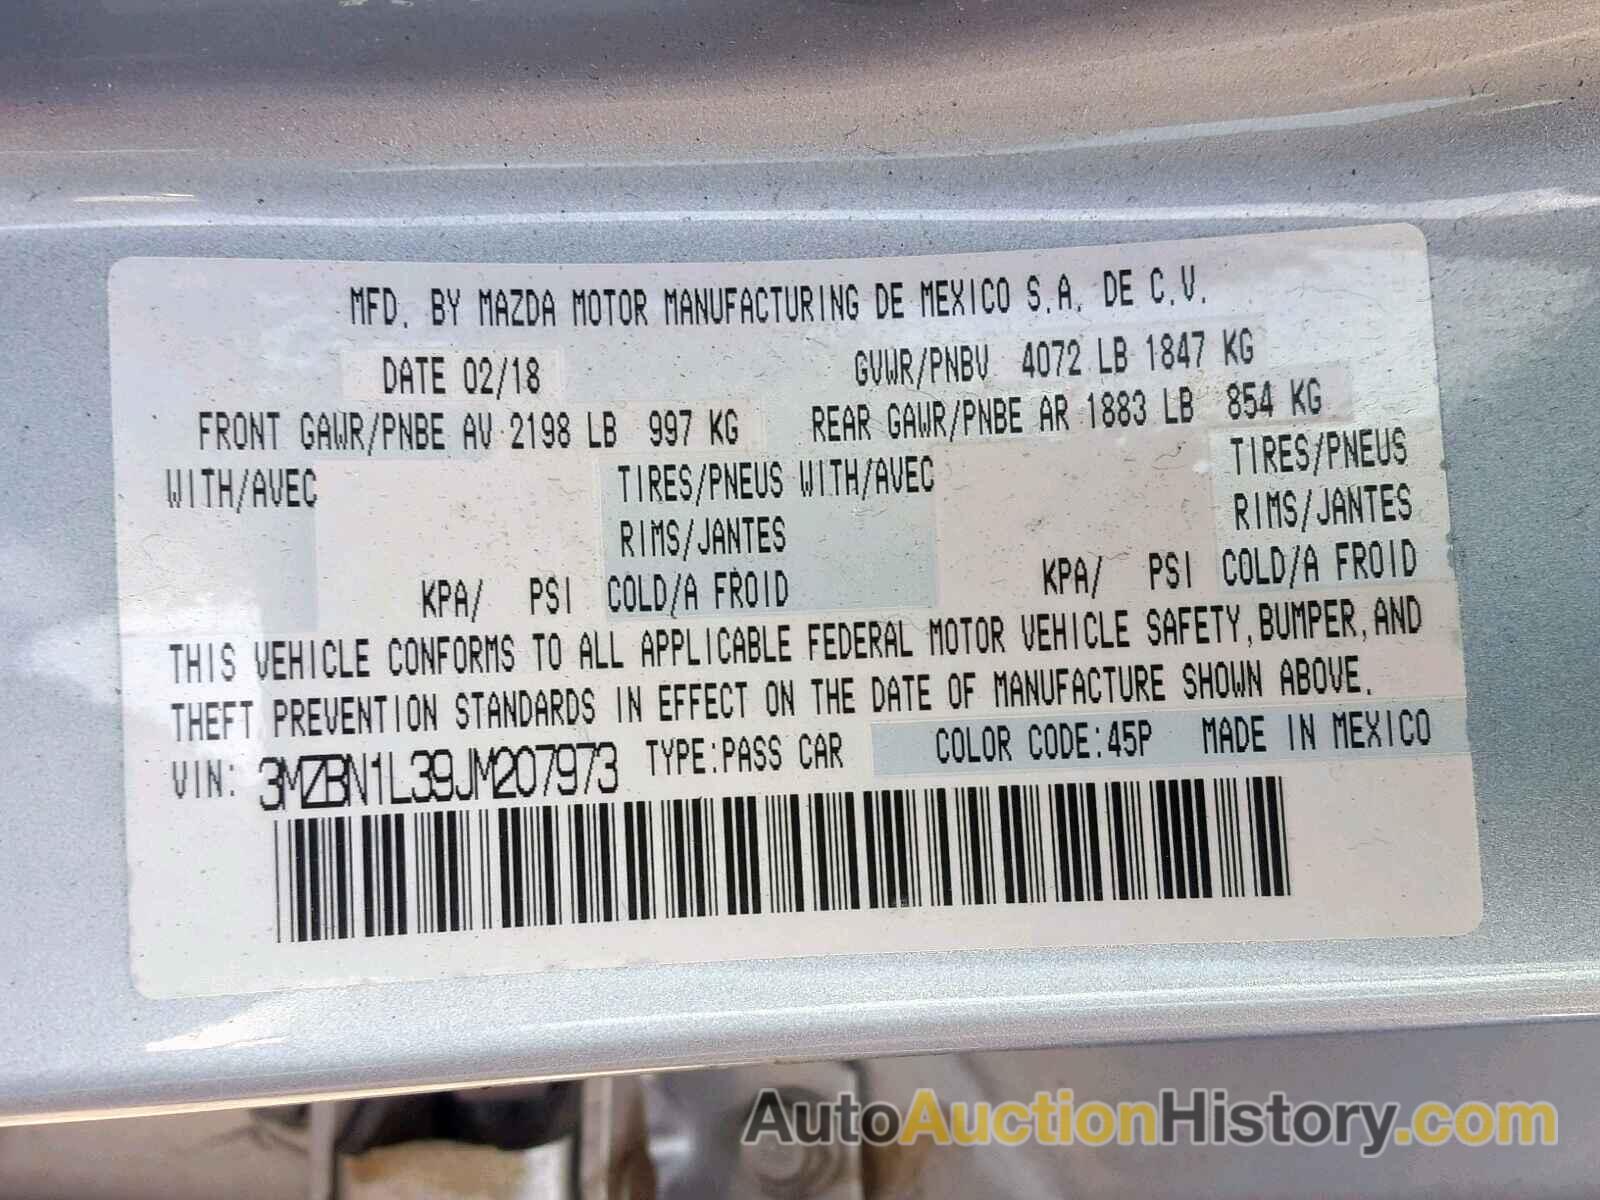 MFD. BY MAZDA MOTOR MANUFACTURING DE MEXICO S.A. DE C.V.
DATE 02/18 GVWR/PNBV 4072 LB 1847 KG
FRONT GAWR/PNBE AV 2198 LB 997 KG REAR GAWR/PNBE AR 1883 LB 854 KG
WITH/AVEC TIRES/PNEUS WITH/AVEC TIRES/PNEUS
RIMS/JANTES RIMS/JANTES
KPA/ PSI COLD/A FROID KPA/ PSI COLD/A FROID
THIS VEHICLE CONFORMS TO ALL APPLICABLE FEDERAL MOTOR VEHICLE SAFETY, BUMPER, AND
THEFT PREVENTION STANDARDS IN EFFECT ON THE DATE OF MANUFACTURE SHOWN ABOVE.
VIN: 3MZBN1L39JM207973 TYPE:PASS CAR COLOR CODE:45P MADE IN MEXICO
AutoAuctionHistory.com